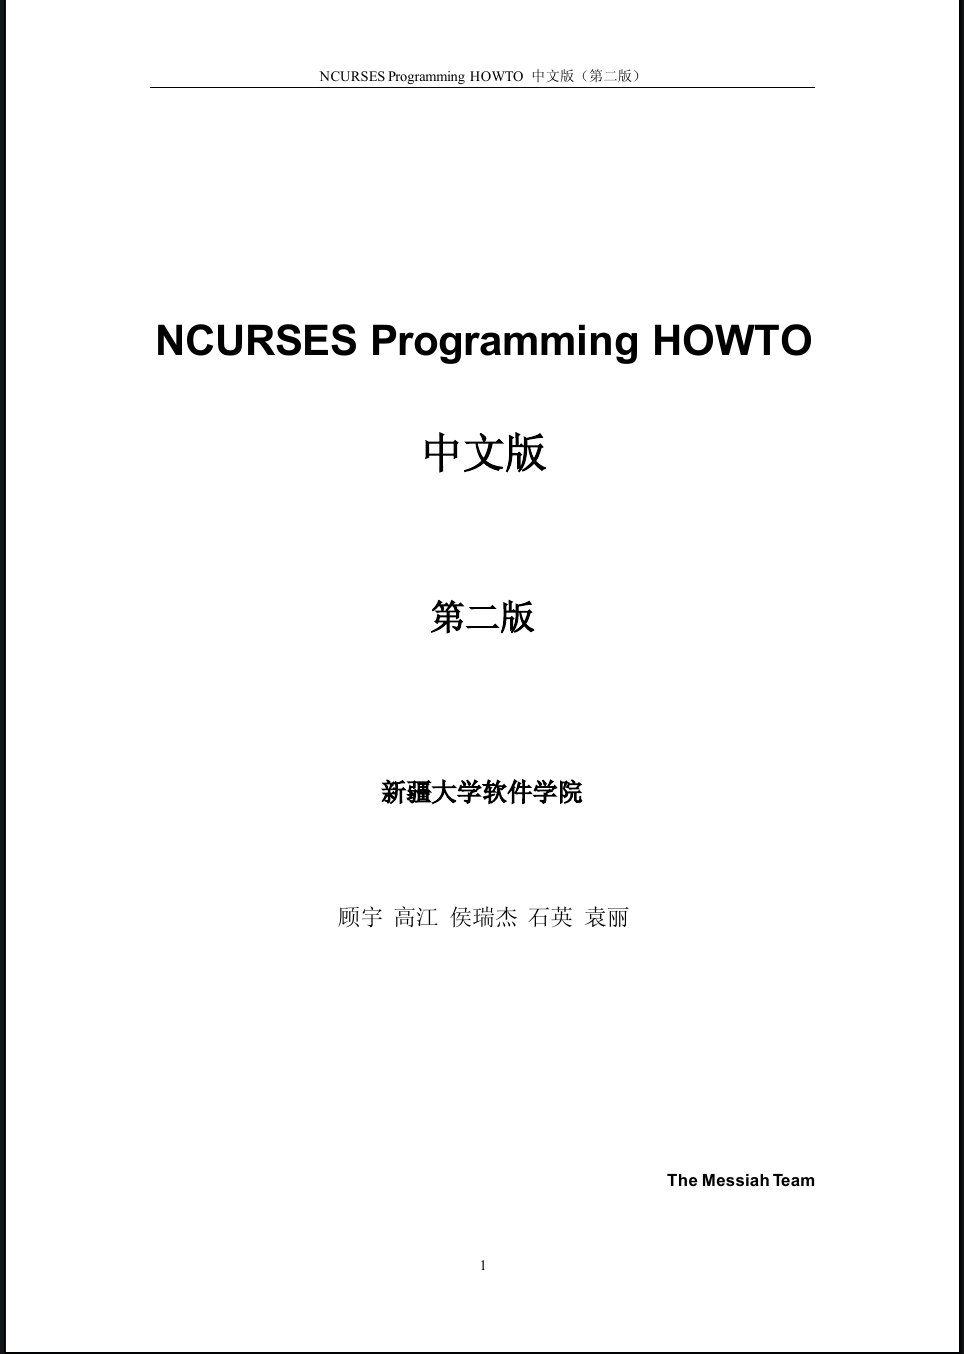 NCURSES Programming HOWTO 中文版（第二版）
NCURSES Programming HOWTO
中文版
第二版
新疆大学软件学院
顾宇 高江 侯瑞杰 石英 袁丽
The Messiah Team
1